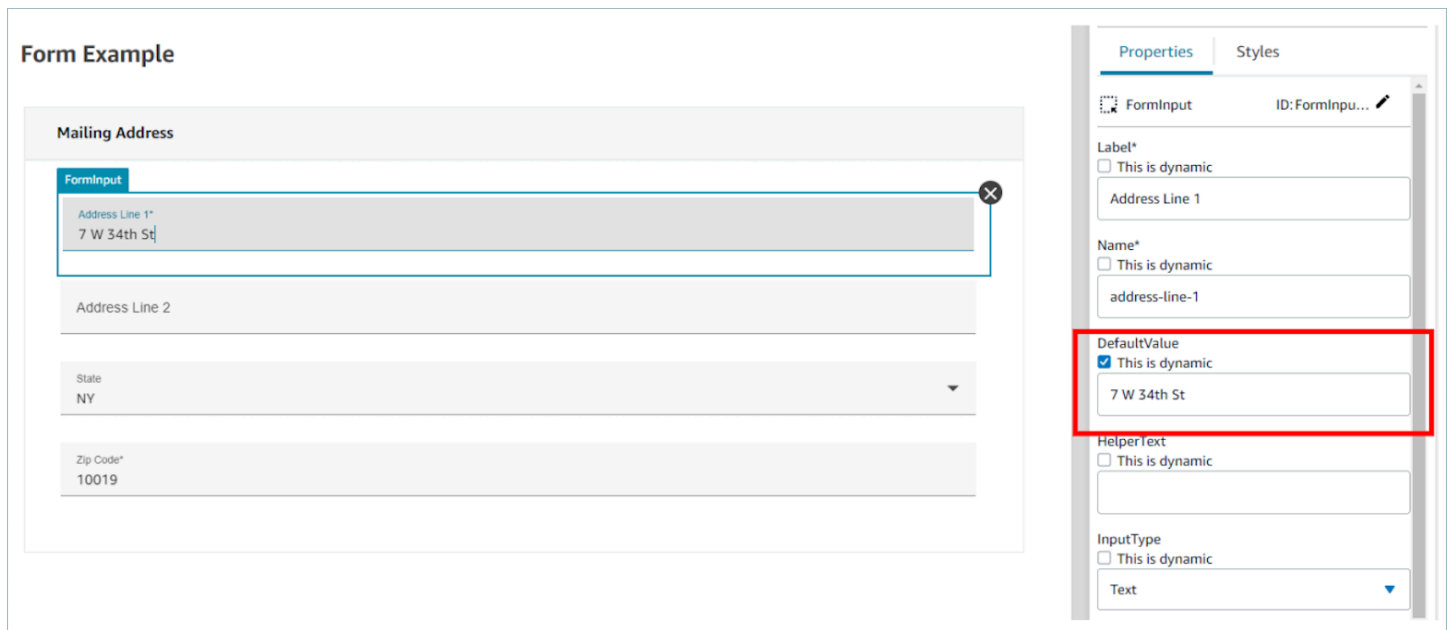 Form Example
Mailing Address
FormInput
Address Line 1*
7 W 34th St
Address Line 2
State
NY
Zip Code*
10019
Properties
Styles
FormInput
ID: FormInpu...
Label*
This is dynamic
Address Line 1
Name*
This is dynamic
address-line-1
DefaultValue
This is dynamic
7 W 34th St
HelperText
This is dynamic
InputType
This is dynamic
Text